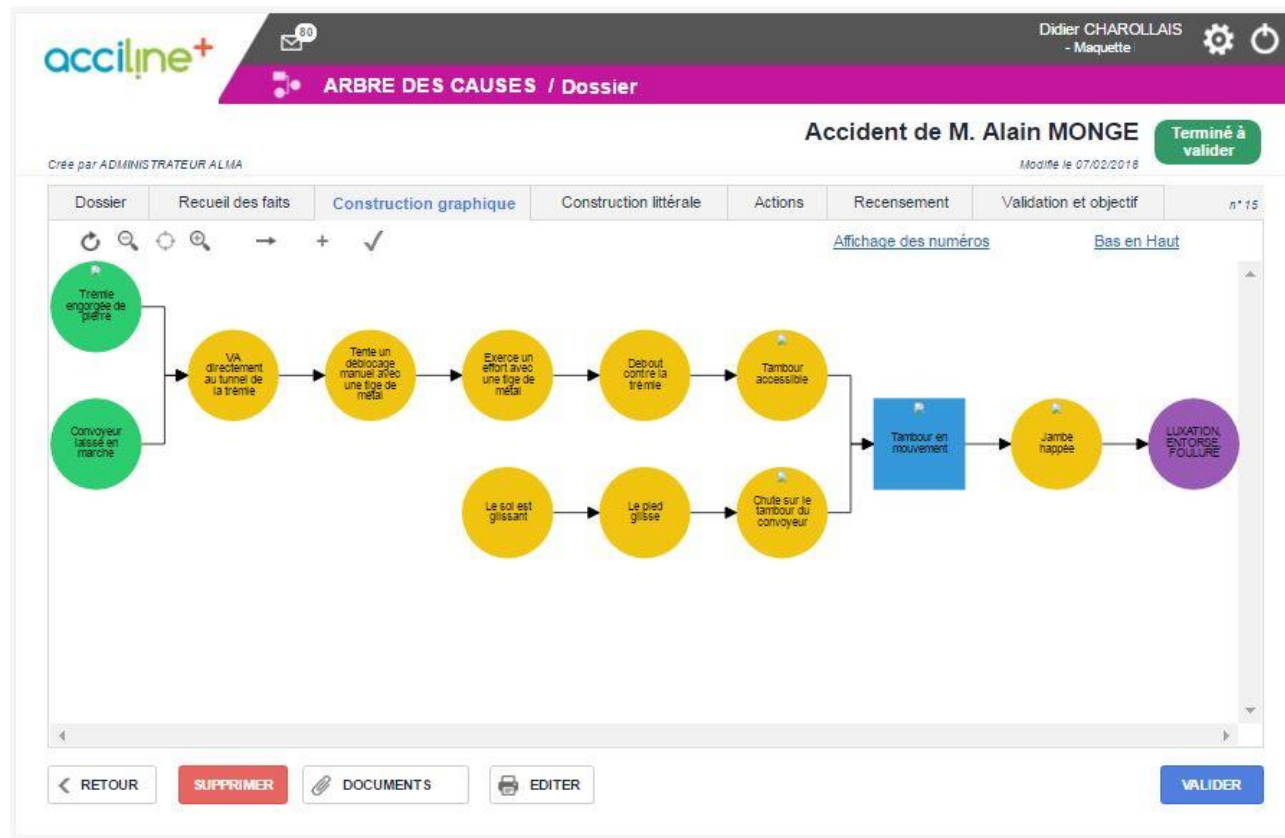 acciline+
80
Didier CHAROLLAIS
- Maquette
ARBRE DES CAUSES / Dossier
Accident de M. Alain MONGE
Terminé à
valider
Crée par ADMINISTRATEUR ALMA
Modifié le 07/02/2018
Dossier
Recueil des faits
Construction graphique
Construction littérale
Actions
Recensement
Validation et objectif
n° 15
Affichage des numéros
Bas en Haut
Trémie
engorgée de
pierre
VA
directement
au tunnel de
la trémie
Tente un
déblocage
manuel avec
une tige de
métal
Exerce un
effort avec
une tige de
métal
Debout
contre la
trémie
Tambour
accessible
Convoyeur
laissé en
marche
Tambour en
mouvement
Jambe
happée
LUXATION,
ENTORSE,
FOULURE
Le sol est
glissant
Le pied
glisse
Chute sur le
tambour du
convoyeur
RETOUR
SUPPRIMER
DOCUMENTS
EDITER
VALIDER